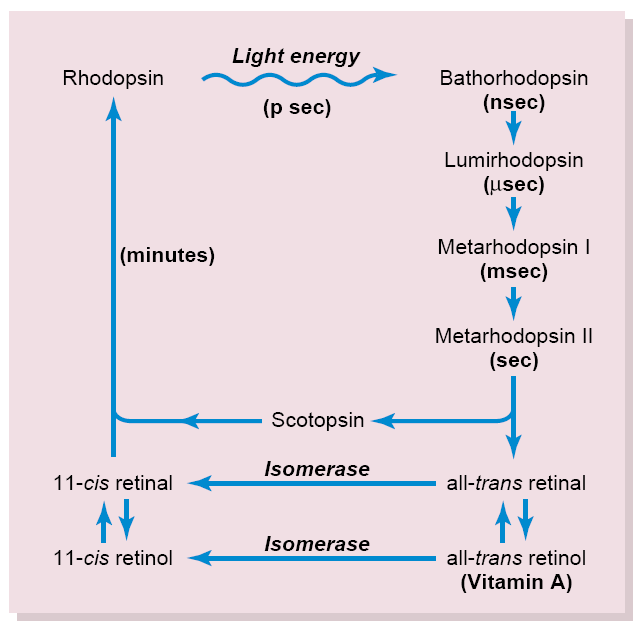 Light energy
Rhodopsin
(p sec)
Bathorhodopsin
(nsec)
Lumirhodopsin
(μsec)
Metarhodopsin I
(msec)
(minutes)
Metarhodopsin II
(sec)
Scotopsin
11-cis retinal
Isomerase
all-trans retinal
11-cis retinol
Isomerase
all-trans retinol
(Vitamin A)